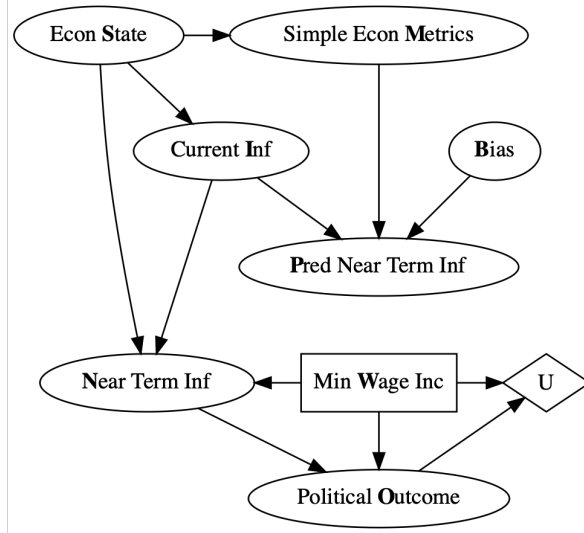 Econ State
Simple Econ Metrics
Current Inf
Bias
Pred Near Term Inf
Near Term Inf
Min Wage Inc
U
Political Outcome